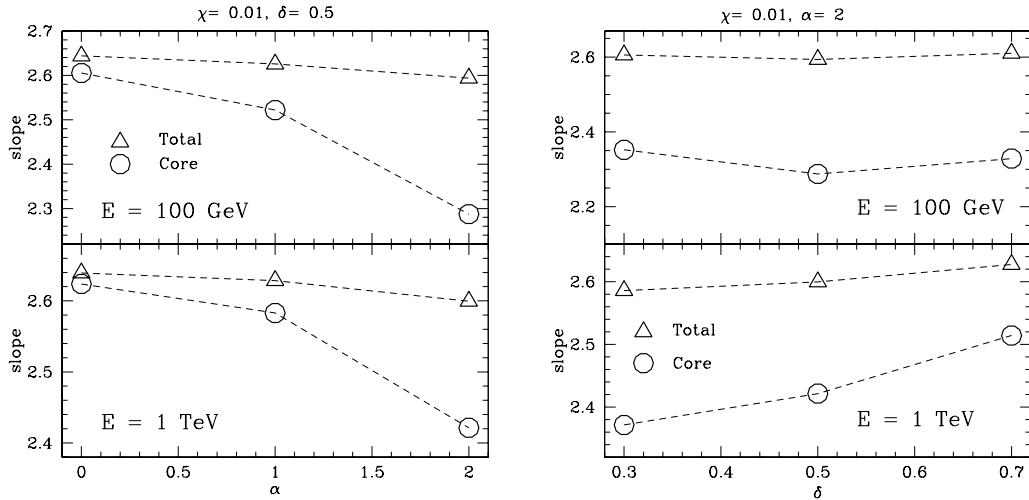 χ= 0.01, δ= 0.5
2.7
2.6
2.5
2.4
2.3
slope
Total
Core
E = 100 GeV
2.6
2.5
2.4
slope
E = 1 TeV
0 0.5 1 1.5 2
α
χ= 0.01, α= 2
2.6
2.4
2.2
slope
E = 100 GeV
2.6
2.5
2.4
slope
Total
Core
E = 1 TeV
0.3 0.4 0.5 0.6 0.7
δ